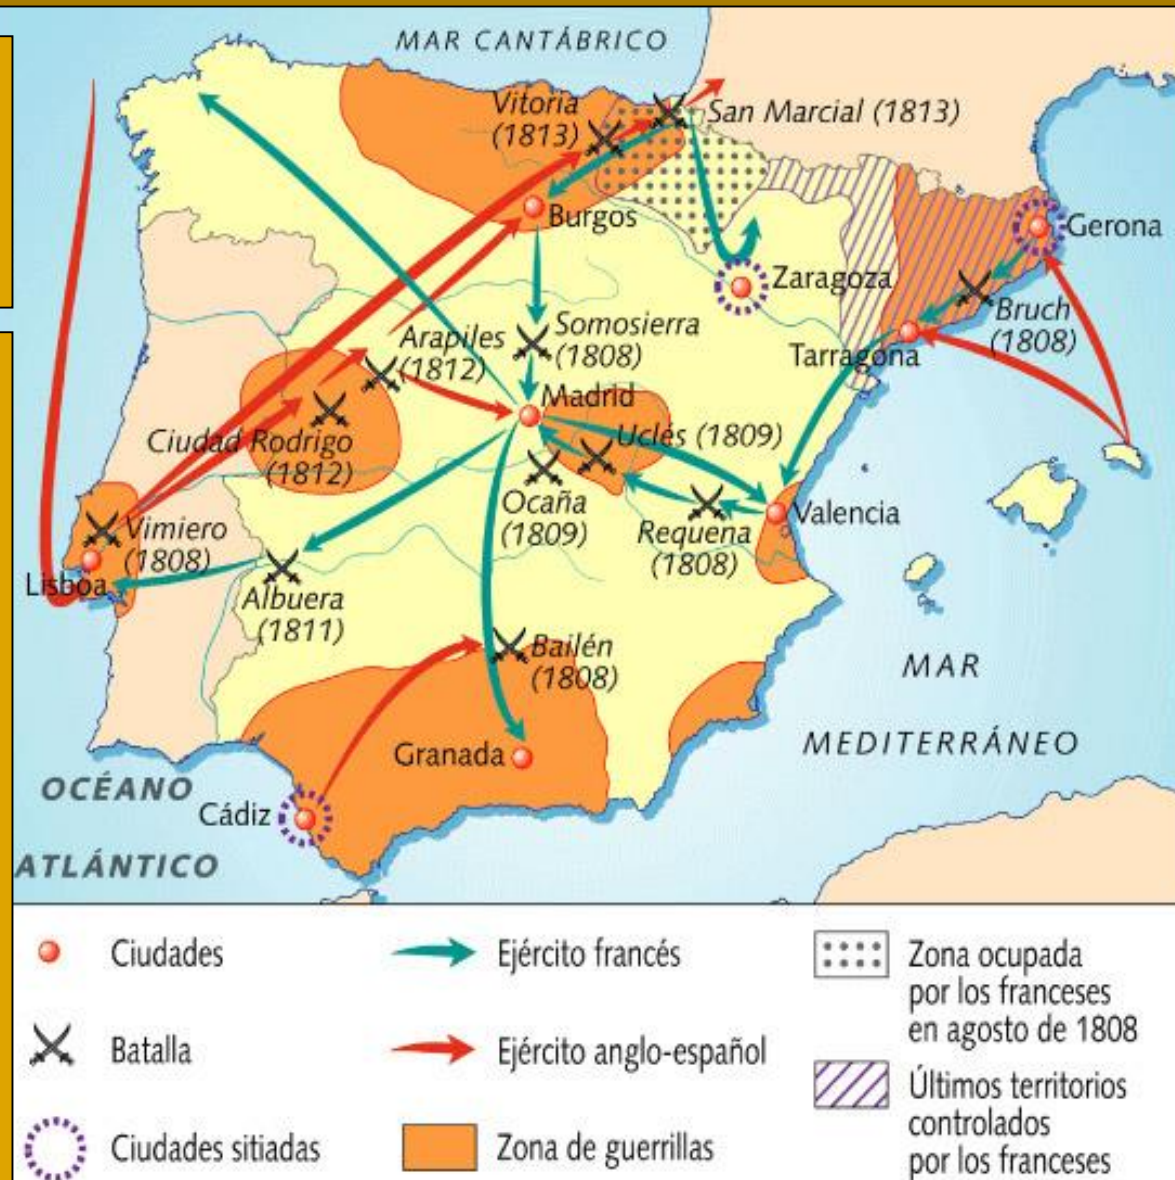 MAR CANTÁBRICO
Vitoria
(1813)
San Marcial (1813)
Burgos
Gerona
Zaragoza
Bruch
(1808)
Somosierra
(1808)
Arapiles
(1812)
Tarragona
Madrid
Ciudad Rodrigo
(1812)
Uclés (1809)
Ocaña
(1809)
Requena
(1808)
Valencia
Vimiero
(1808)
Lisboa
Albuera
(1811)
Bailén
(1808)
MAR
MEDITERRÁNEO
Granada
OCÉANO
ATLÁNTICO
Cádiz
Ciudades
Batalla
Ciudades sitiadas
Ejército francés
Ejército anglo-español
Zona de guerrillas
Zona ocupada
por los franceses
en agosto de 1808
Últimos territorios
controlados
por los franceses